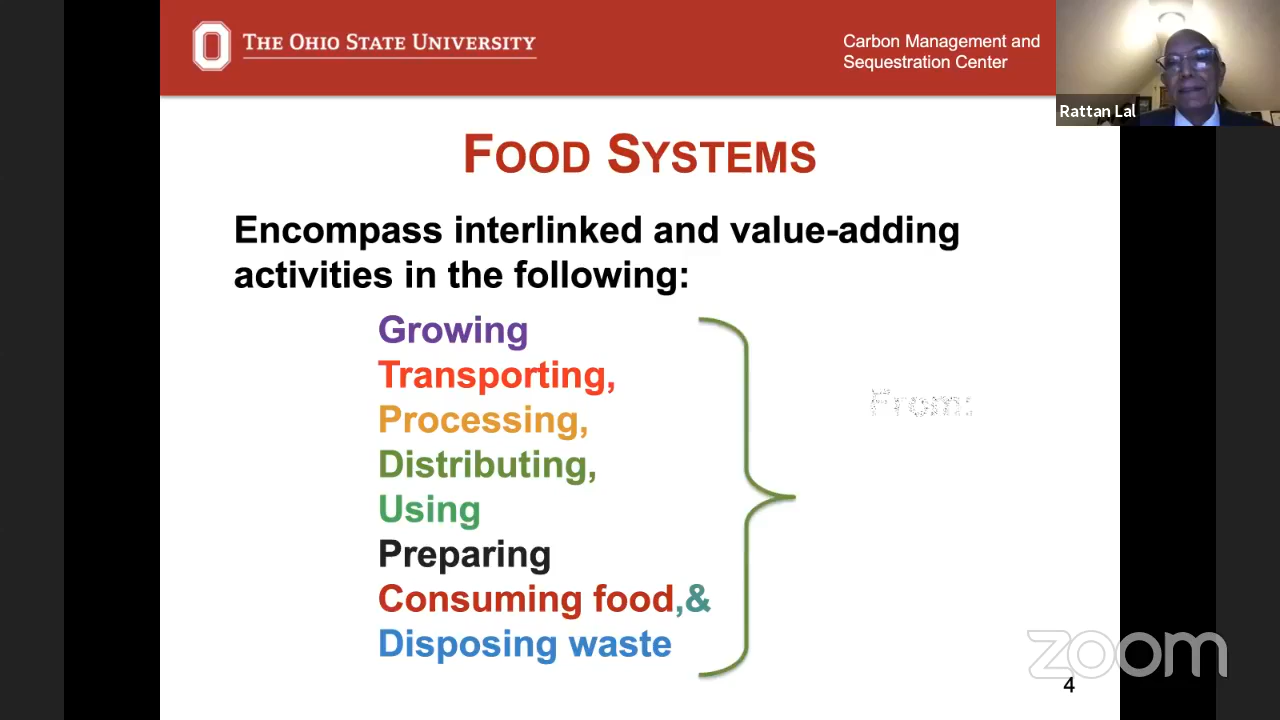 THE OHIO STATE UNIVERSITY
Carbon Management and
Sequestration Center
Rattan Lal
FOOD SYSTEMS
Encompass interlinked and value-adding
activities in the following:
Growing
Transporting,
Processing,
Distributing,
Using
Preparing
Consuming food,&
Disposing waste
From:
zoom
4